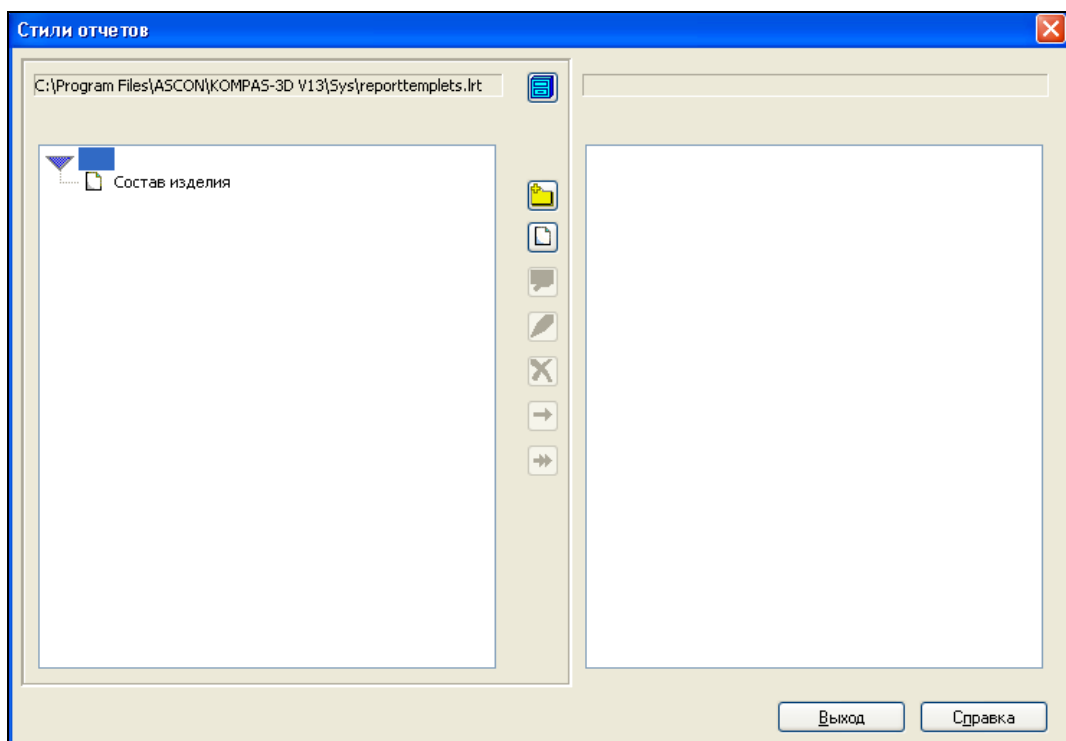 Стили отчетов
C:\Program Files\ASCON\KOMPAS-3D V13\Sys\reporttemplets.lrt
Состав изделия
Выход
Справка